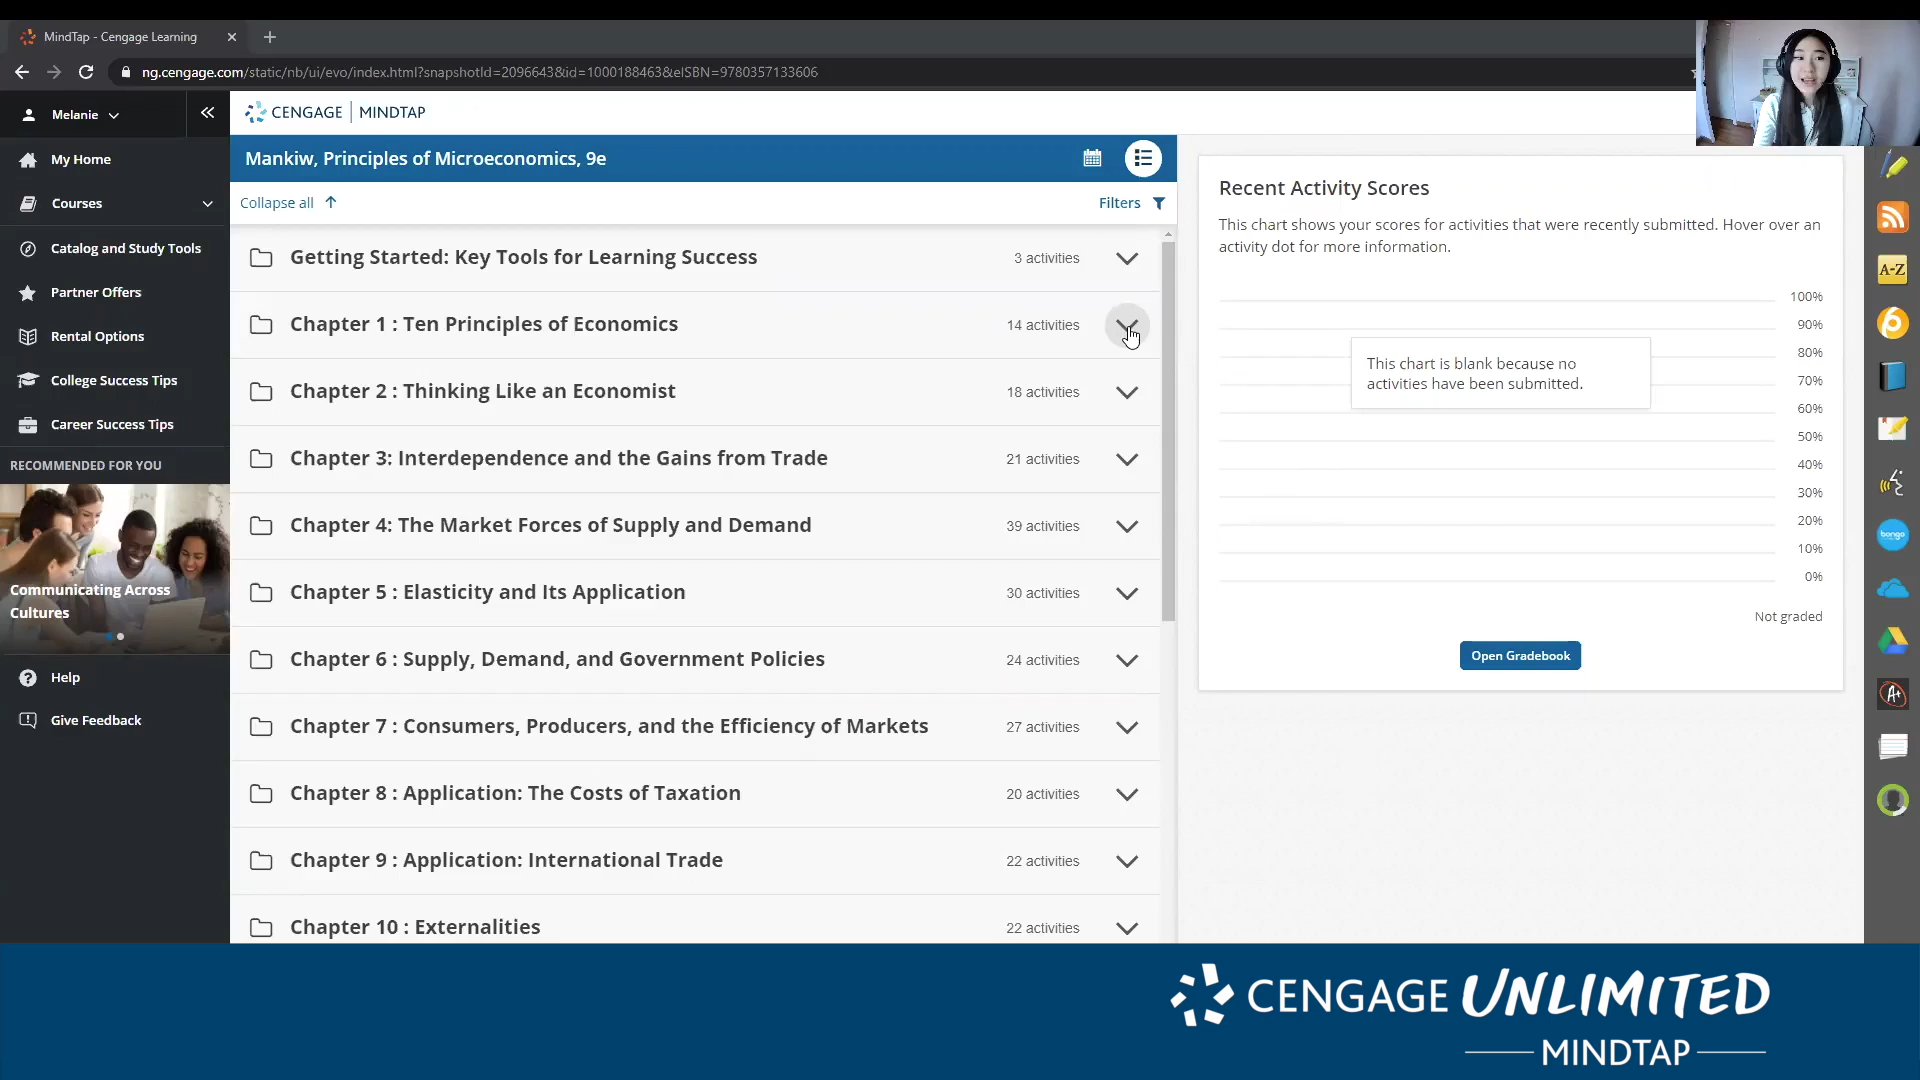 MindTap - Cengage Learning
ng.cengage.com/static/nb/ui/evo/index.html?snapshotId=2096643&id=1000188463&eISBN=9780357133606
Melanie
CENGAGE | MINDTAP
My Home
Courses
Catalog and Study Tools
Partner Offers
Rental Options
College Success Tips
Career Success Tips
RECOMMENDED FOR YOU
Communicating Across
Cultures
Help
Give Feedback
Mankiw, Principles of Microeconomics, 9e
Collapse all
Filters
Getting Started: Key Tools for Learning Success
3 activities
Chapter 1 : Ten Principles of Economics
14 activities
Chapter 2 : Thinking Like an Economist
18 activities
Chapter 3: Interdependence and the Gains from Trade
21 activities
Chapter 4: The Market Forces of Supply and Demand
39 activities
Chapter 5 : Elasticity and Its Application
30 activities
Chapter 6 : Supply, Demand, and Government Policies
24 activities
Chapter 7 : Consumers, Producers, and the Efficiency of Markets
27 activities
Chapter 8 : Application: The Costs of Taxation
20 activities
Chapter 9 : Application: International Trade
22 activities
Chapter 10 : Externalities
22 activities
Recent Activity Scores
This chart shows your scores for activities that were recently submitted. Hover over an
activity dot for more information.
100%
90%
80%
70%
60%
50%
40%
30%
20%
10%
0%
This chart is blank because no
activities have been submitted.
Not graded
Open Gradebook
A-Z
bongo
A+
CENGAGE UNLIMITED
MINDTAP